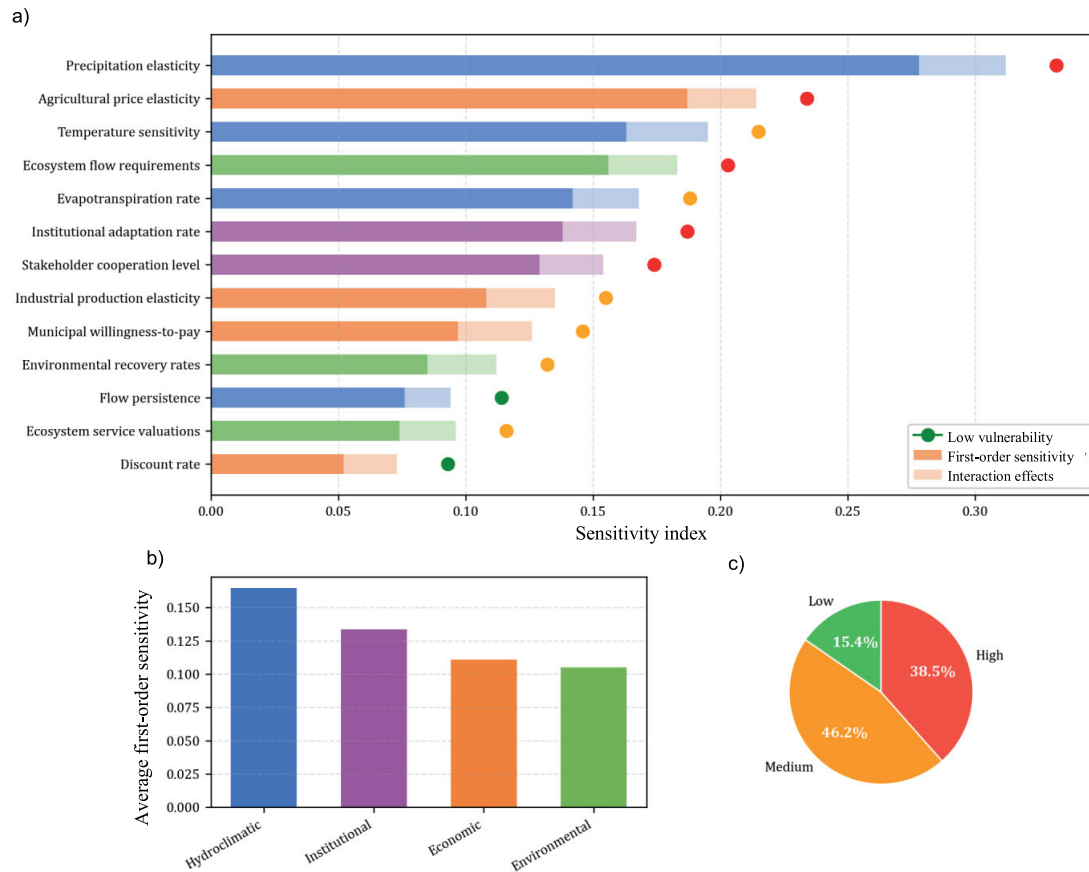 a)
Precipitation elasticity
Agricultural price elasticity
Temperature sensitivity
Ecosystem flow requirements
Evapotranspiration rate
Institutional adaptation rate
Stakeholder cooperation level
Industrial production elasticity
Municipal willingness-to-pay
Environmental recovery rates
Flow persistence
Ecosystem service valuations
Discount rate
Low vulnerability
First-order sensitivity
Interaction effects
0.00 0.05 0.10 0.15 0.20 0.25 0.30
Sensitivity index
b)
Average first-order sensitivity
0.150
0.125
0.100
0.075
0.050
0.025
0.000
Hydroclimatic
Institutional
Economic
Environmental
c)
Low
15.4%
High
38.5%
46.2%
Medium